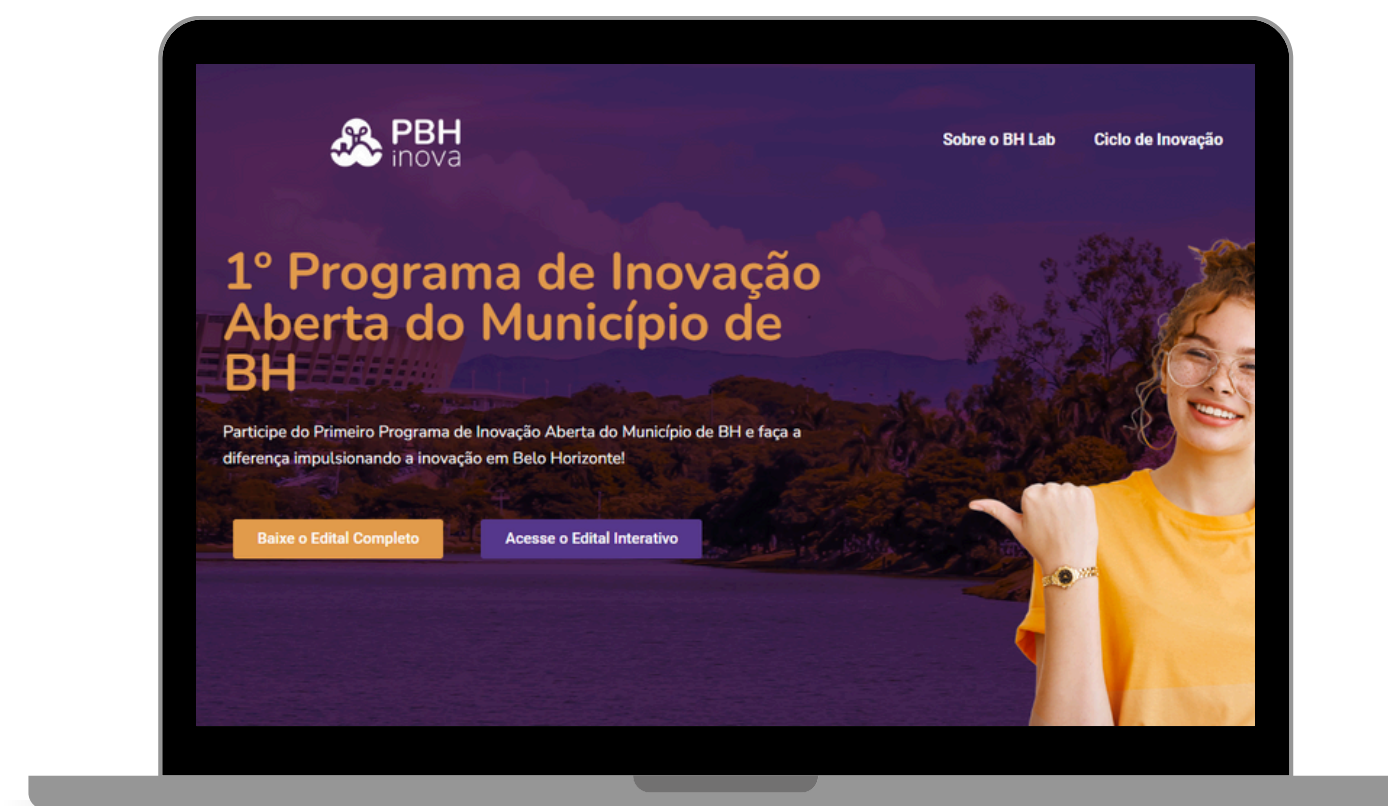 PBH
inova
Sobre o BH Lab
Ciclo de Inovação
1º Programa de Inovação
Aberta do Município de
BH
Participe do Primeiro Programa de Inovação Aberta do Município de BH e faça a
diferença impulsionando a inovação em Belo Horizonte!
Baixe o Edital Completo
Acesse o Edital Interativo